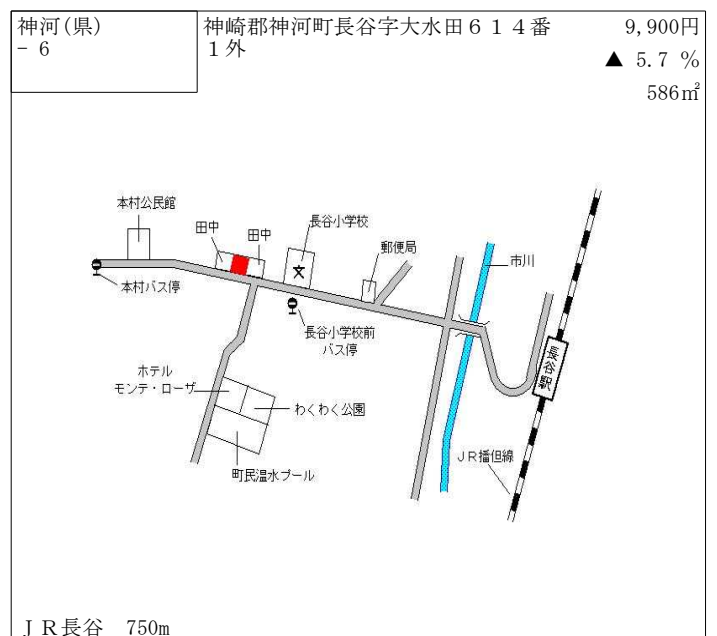 神河(県)
- 6
神崎郡神河町長谷字大水田６１４番
１外
9,900円
▲ 5.7 %
586㎡
本村公民館
田中
田中
長谷小学校
文
郵便局
市川
本村バス停
長谷小学校前
バス停
長谷駅
ホテル
モンテ・ローザ
わくわく公園
町民温水プール
ＪＲ播但線
ＪＲ長谷　750m